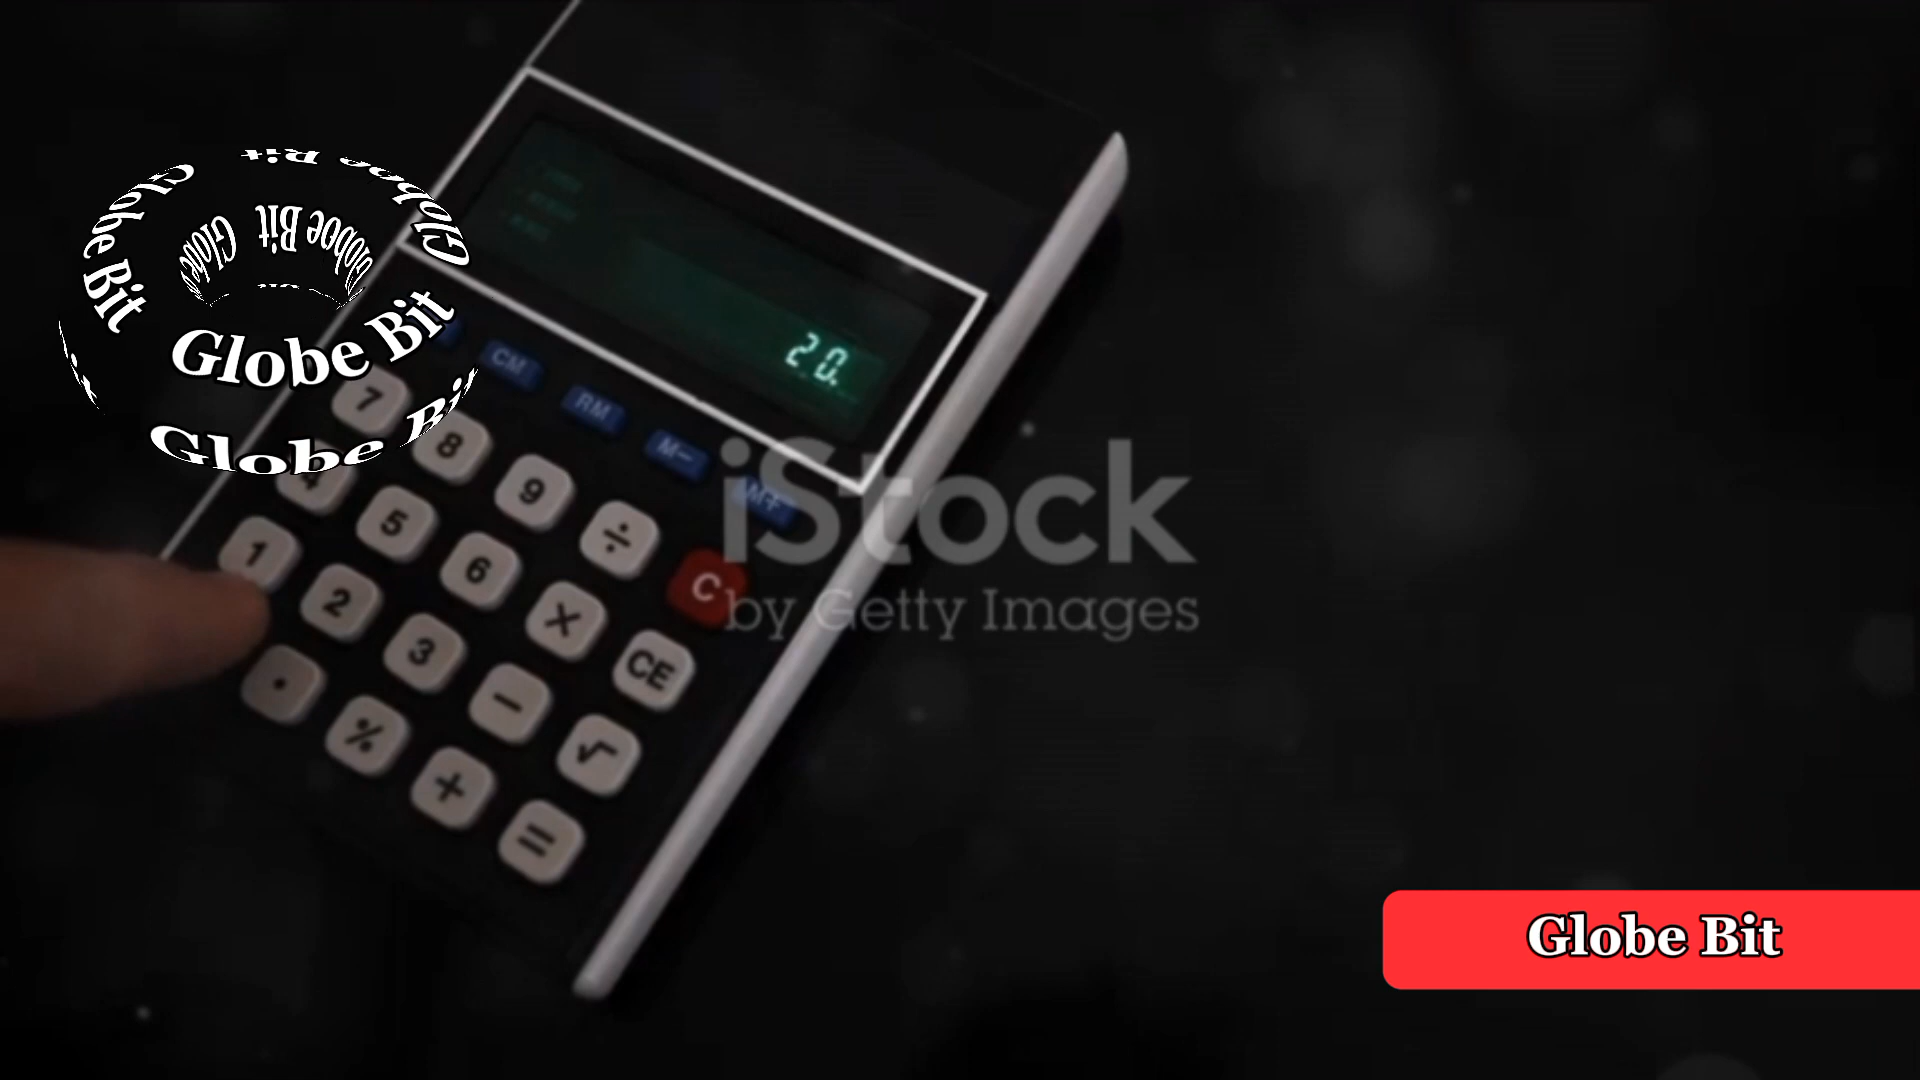 Globe Bit
Globe Bit
Globe Bit
Globe Bit
Globe
Globe
20.
CM
RM
M−
M+
7
8
9
÷
C
4
5
6
×
CE
1
2
3
−
√
.
%
+
=
iStock
by Getty Images
Globe Bit